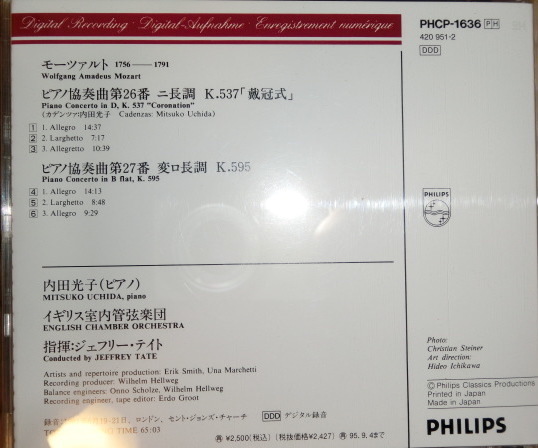 Digital Recording · Digital-Aufnahme · Enregistrement numérique
PHCP-1636 PH
420 951-2
DDD
モーツァルト 1756——1791
Wolfgang Amadeus Mozart
ピアノ協奏曲第26番 ニ長調 K.537「戴冠式」
Piano Concerto in D, K. 537 "Coronation"
(カデンツァ:内田光子 Cadenzas: Mitsuko Uchida)
1 1. Allegro 14:37
2 2. Larghetto 7:17
3 3. Allegretto 10:39
ピアノ協奏曲第27番 変ロ長調 K.595
Piano Concerto in B flat, K. 595
4 1. Allegro 14:13
5 2. Larghetto 8:48
6 3. Allegro 9:29
PHILIPS
PHILIPS
内田光子(ピアノ)
MITSUKO UCHIDA, piano
イギリス室内管弦楽団
ENGLISH CHAMBER ORCHESTRA
指揮:ジェフリー・テイト
Conducted by JEFFREY TATE
Artists and repertoire production: Erik Smith, Una Marchetti
Recording producer: Wilhelm Hellweg
Balance engineers: Onno Scholze, Wilhelm Hellweg
Recording engineer, tape editor: Erdo Groot
Photo:
Christian Steiner
Art direction:
Hideo Ichikawa
Ⓒ Philips Classics Productions
Printed in Japan
Made in Japan
ロンドン、セント・ジョンズ・チャーチ DDD デジタル録音
TIME 65:03
¥2,500(税込) (税抜価格¥2,427) 95.9.4まで